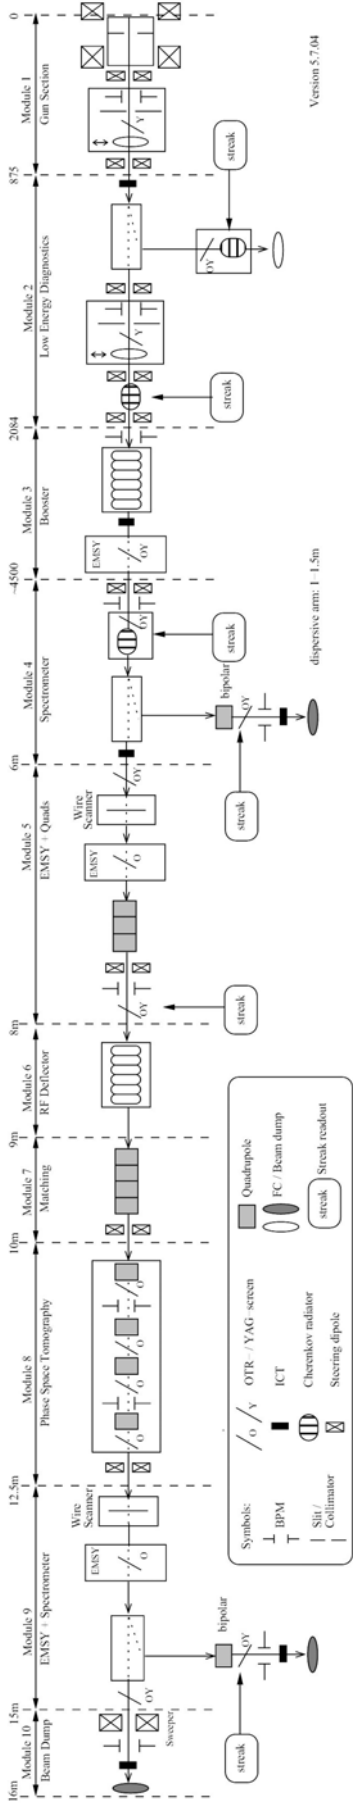 0
Module 1
Gun Section
875
Module 2
Low Energy Diagnostics
2084
Module 3
Booster
~4500
Module 4
Spectrometer
6m
Module 5
EMSY + Quads
8m
Module 6
RF Deflector
9m
Module 7
Matching
10m
Module 8
Phase Space Tomography
12.5m
Module 9
EMSY + Spectrometer
15m
Module 10
Beam Dump
16m
Y
OY
streak
Y
streak
EMSY
OY
OY
streak
bipolar
OY
streak
dispersive arm: 1-1,5m
OY
Wire
Scanner
EMSY
O
OY
streak
O
O
O
O
Wire
Scanner
EMSY
O
OY
bipolar
OY
streak
Sweeper
Version 5.7.04
Symbols:
BPM
Slit /
Collimator
O Y OTR- / YAG -screen
ICT
Cherenkov radiator
Steering dipole
Quadrupole
FC / Beam dump
streak Streak readout